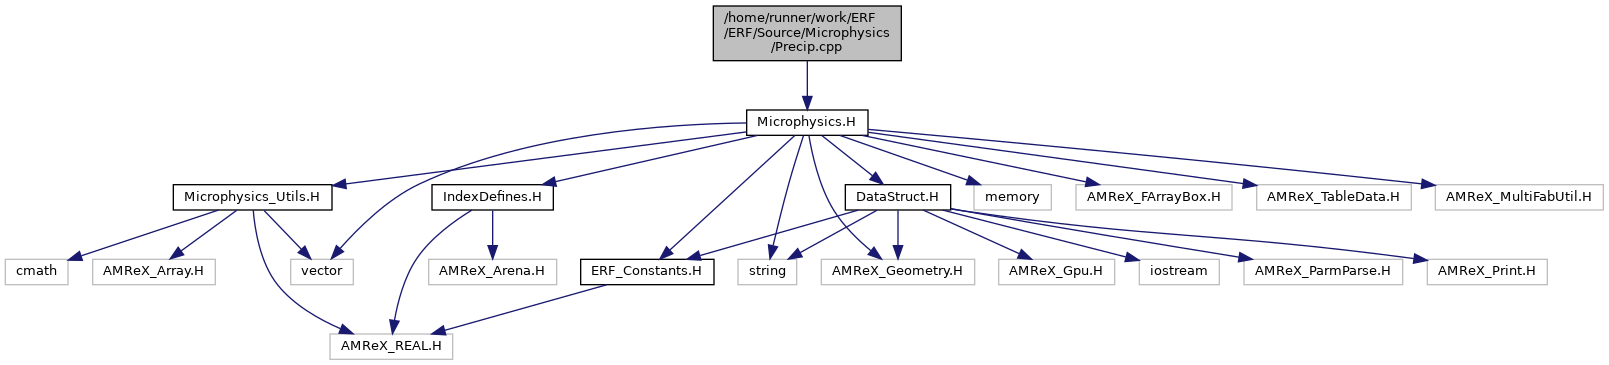 /home/runner/work/ERF
/ERF/Source/Microphysics
/Precip.cpp
Microphysics.H
Microphysics_Utils.H
IndexDefines.H
DataStruct.H
memory
AMReX_FArrayBox.H
AMReX_TableData.H
AMReX_MultiFabUtil.H
cmath
AMReX_Array.H
vector
AMReX_Arena.H
ERF_Constants.H
string
AMReX_Geometry.H
AMReX_Gpu.H
iostream
AMReX_ParmParse.H
AMReX_Print.H
AMReX_REAL.H